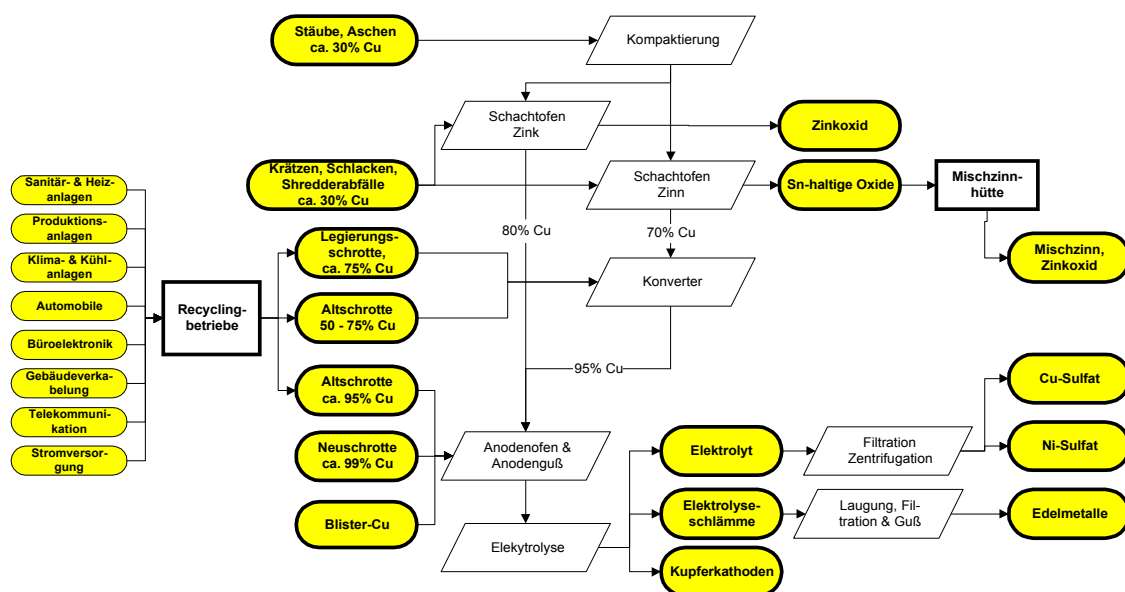 Stäube, Aschen
ca. 30% Cu
Kompaktierung
Schachtofen
Zink
Zinkoxid
Krätzen, Schlacken,
Shredderabfälle
ca. 30% Cu
Schachtofen
Zinn
Sn-haltige Oxide
Mischzinn-
hütte
Mischzinn,
Zinkoxid
Sanitär- & Heiz-
anlagen
Produktions-
anlagen
Klima- & Kühl-
anlagen
Automobile
Büroelektronik
Gebäudeverka-
belung
Telekommuni-
kation
Stromversor-
gung
Recycling-
betriebe
80% Cu
70% Cu
Legierungs-
schrotte,
ca. 75% Cu
Konverter
Altschrotte
50 - 75% Cu
95% Cu
Altschrotte
ca. 95% Cu
Neuschrotte
ca. 99% Cu
Blister-Cu
Anodenofen &
Anodenguß
Elekytrolyse
Elektrolyt
Elektrolyse-
schlämme
Kupferkathoden
Filtration
Zentrifugation
Laugung, Fil-
tration & Guß
Cu-Sulfat
Ni-Sulfat
Edelmetalle